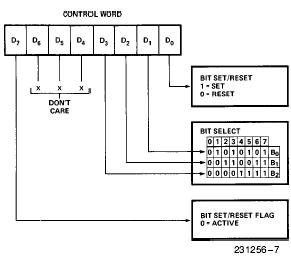 CONTROL WORD
D7 D6 D5 D4 D3 D2 D1 D0
X X X
DON'T
CARE
BIT SET/RESET
1 = SET
0 = RESET
BIT SELECT
0 1 2 3 4 5 6 7
0 1 0 1 0 1 0 1 B0
0 0 1 1 0 0 1 1 B1
0 0 0 0 1 1 1 1 B2
BIT SET/RESET FLAG
0 = ACTIVE
231256-7